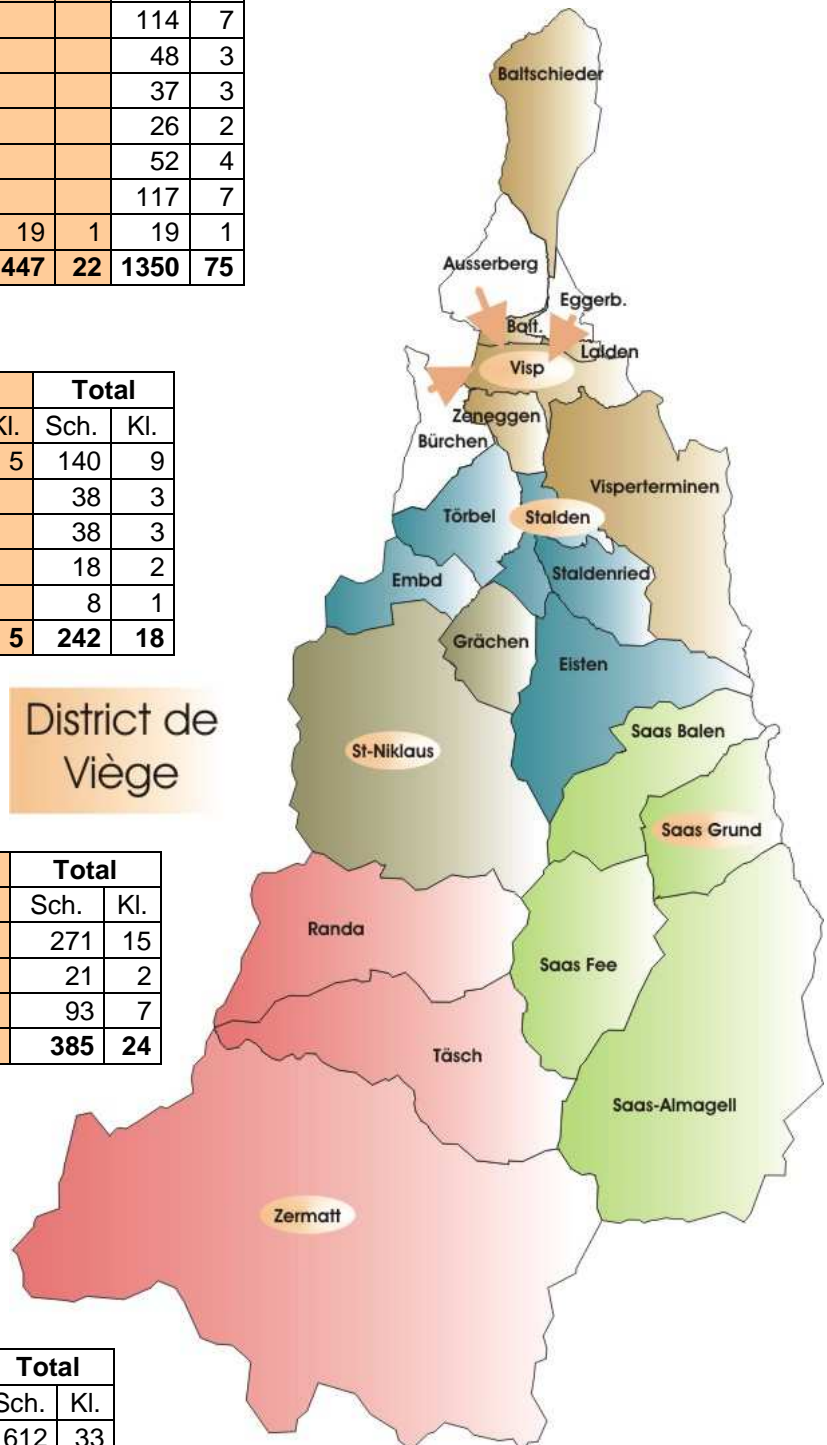 114 7
48 3
37 3
26 2
52 4
117 7
19 1 19 1
447 22 1350 75
Total
Kl. Sch. Kl.
5 140 9
38 3
38 3
18 2
8 1
5 242 18
District de
Viège
Total
Sch. Kl.
271 15
21 2
93 7
385 24
Total
Sch. Kl.
612 33
Baltschieder
Ausserberg
Eggerb.
Balt.
Lalden
Visp
Zeneggen
Bürchen
Visperterminen
Törbel
Stalden
Embd
Staldenried
Grächen
Eisten
St-Niklaus
Saas Balen
Saas Grund
Randa
Saas Fee
Täsch
Saas-Almagell
Zermatt